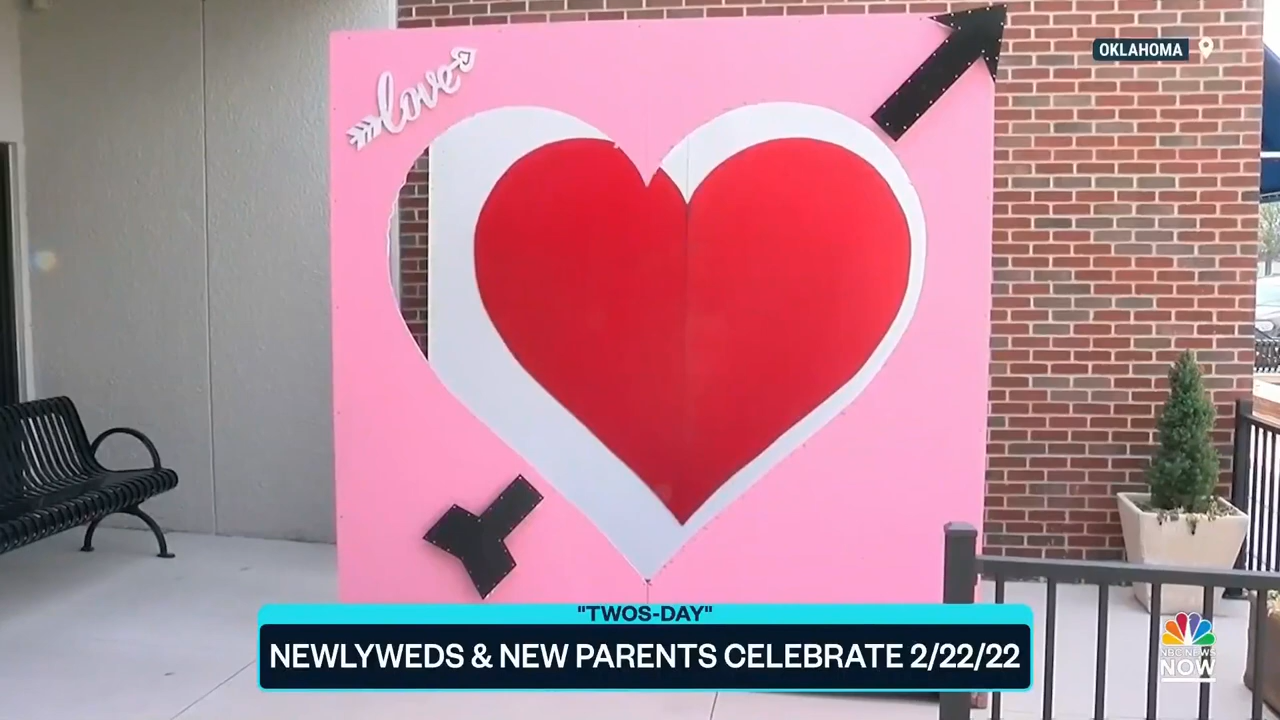 love
OKLAHOMA
"TWOS-DAY"
NEWLYWEDS & NEW PARENTS CELEBRATE 2/22/22
NBC NEWS
NOW